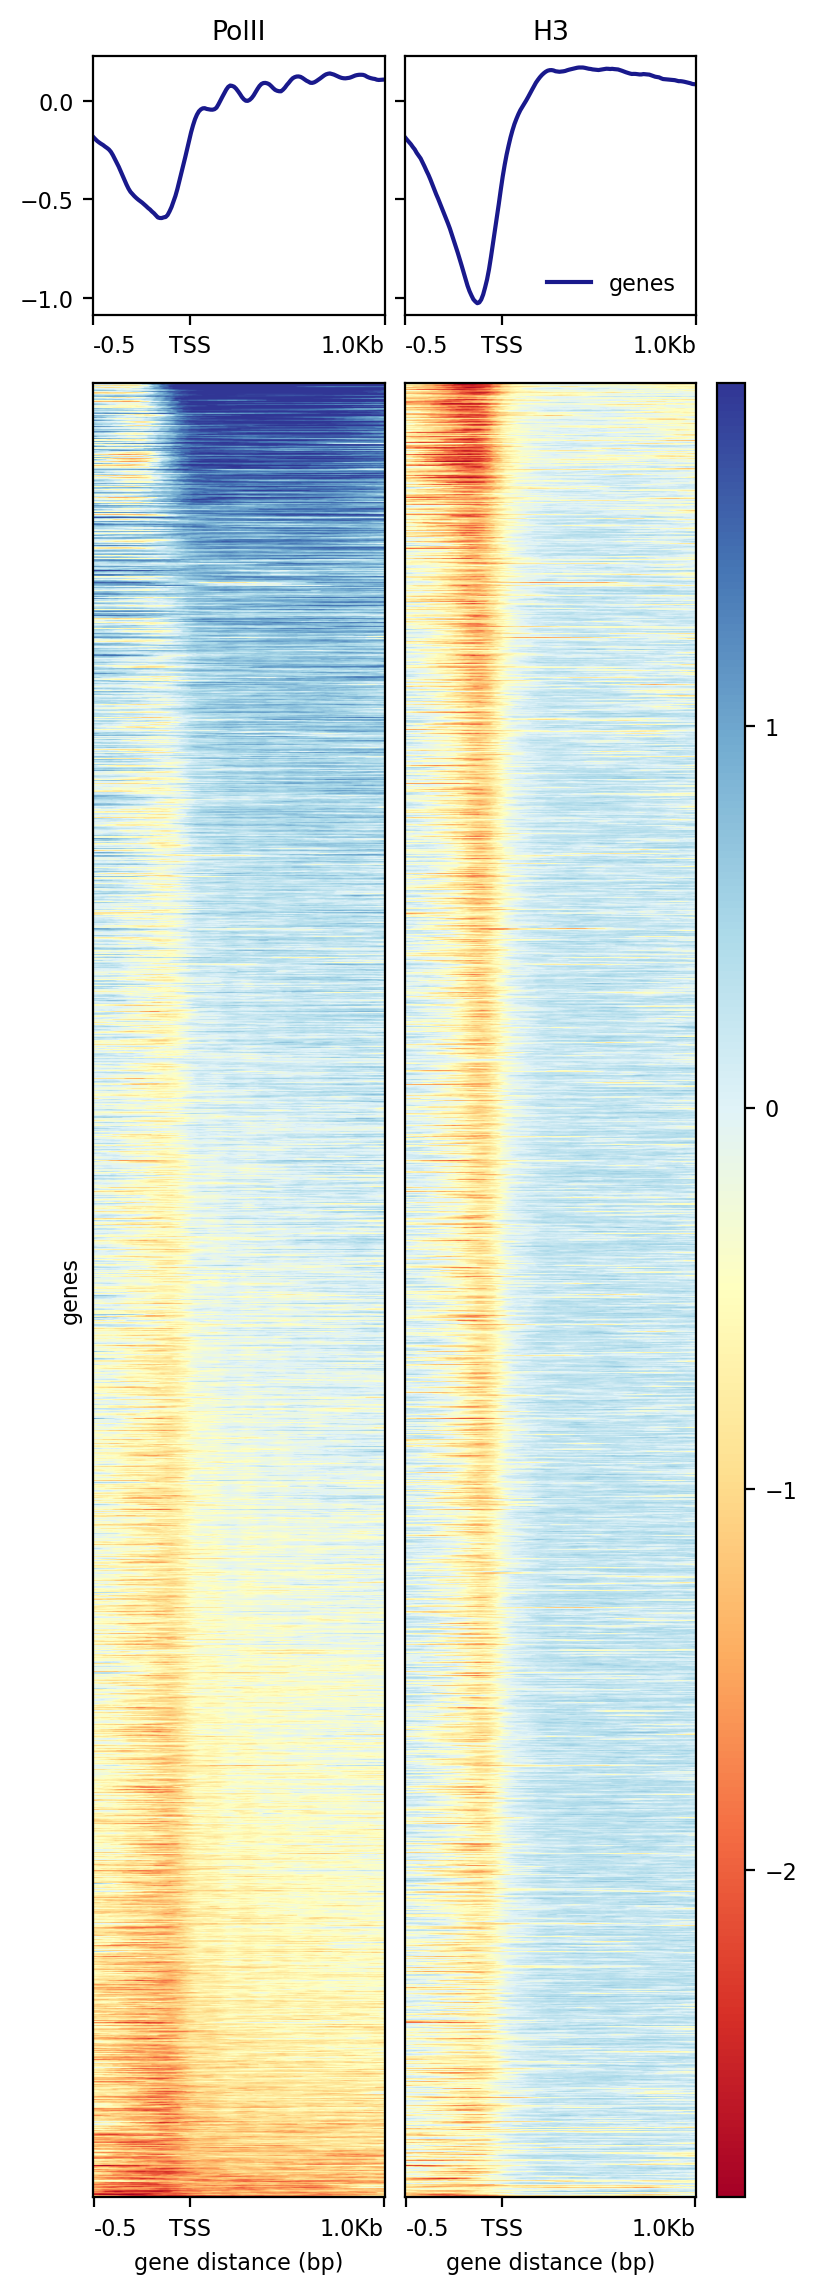 PolII H3
0.0
−0.5
−1.0
genes
-0.5 TSS 1.0Kb -0.5 TSS 1.0Kb
1
0
genes
−1
−2
-0.5 TSS 1.0Kb -0.5 TSS 1.0Kb
gene distance (bp) gene distance (bp)